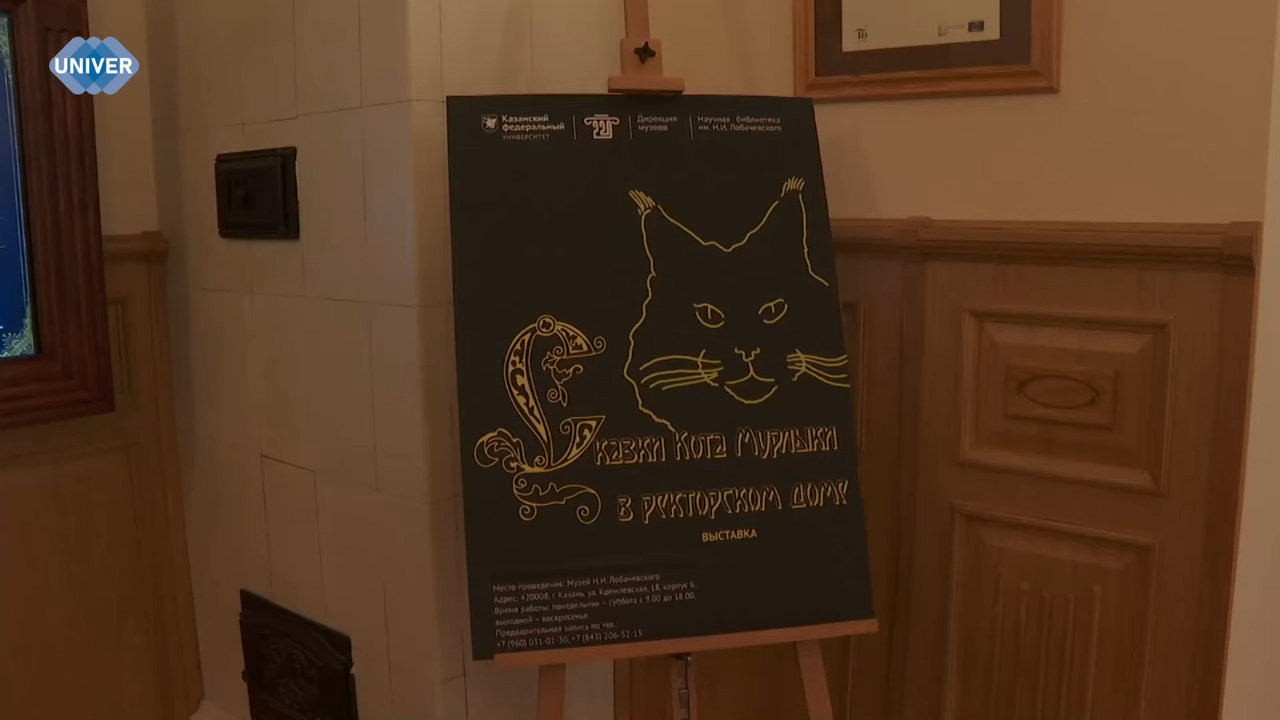 UNIVER
Казанский
федеральный
УНИВЕРСИТЕТ
Дирекция
музеев
Научная библиотека
им. Н.И. Лобачевского
Сказки Кота Мурлыки
в ректорском доме
ВЫСТАВКА
Место проведения: Музей Н.И. Лобачевского
Адрес: 420008, г. Казань, ул. Кремлевская, 18, корпус 6.
Время работы: понедельник – суббота с 9.00 до 18.00,
выходной – воскресенье.
Предварительная запись по тел.:
+7 (960) 051-01-30, +7 (843) 206-52-15